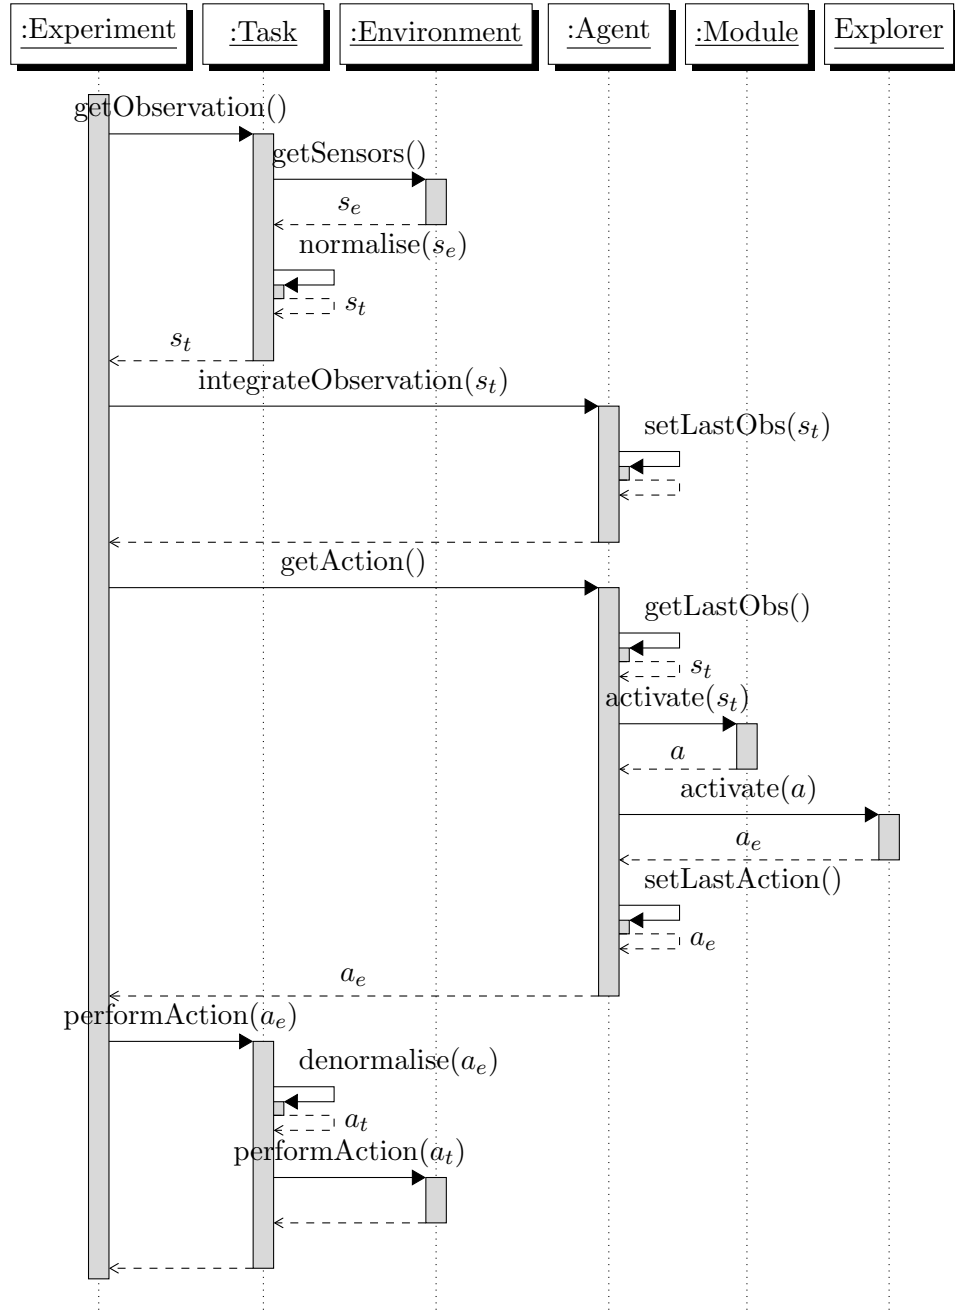 :Experiment :Task :Environment :Agent :Module Explorer
getObservation()
getSensors()
s_e
normalise(s_e)
s_t
s_t
integrateObservation(s_t)
setLastObs(s_t)
getAction()
getLastObs()
s_t
activate(s_t)
a
activate(a)
a_e
setLastAction()
a_e
a_e
performAction(a_e)
denormalise(a_e)
a_t
performAction(a_t)